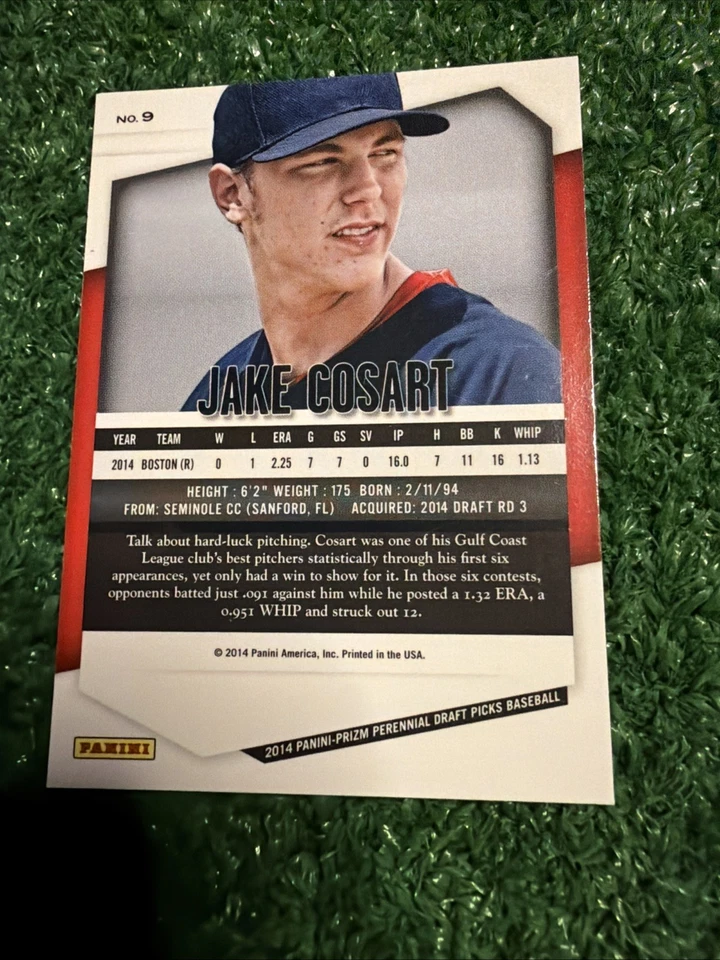 No. 9
JAKE COSART
YEAR TEAM W L ERA G GS SV IP H BB K WHIP
2014 BOSTON (R) 0 1 2.25 7 7 0 16.0 7 11 16 1.13
HEIGHT : 6'2" WEIGHT : 175 BORN : 2/11/94
FROM: SEMINOLE CC (SANFORD, FL) ACQUIRED: 2014 DRAFT RD 3
Talk about hard-luck pitching. Cosart was one of his Gulf Coast
League club's best pitchers statistically through his first six
appearances, yet only had a win to show for it. In those six contests,
opponents batted just .091 against him while he posted a 1.32 ERA, a
0.951 WHIP and struck out 12.
© 2014 Panini America, Inc. Printed in the USA.
2014 PANINI-PRIZM PERENNIAL DRAFT PICKS BASEBALL
PANINI